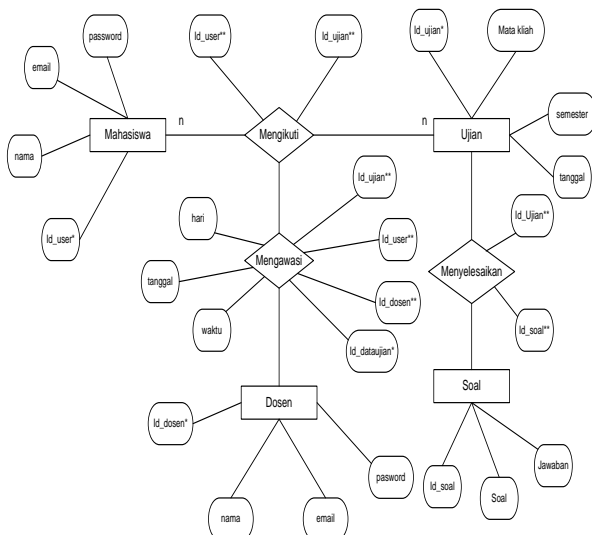 password
Id_user**
Id_ujian**
Id_ujian*
Mata kliah
email
Mahasiswa
n
Mengikuti
n
Ujian
semester
nama
tanggal
Id_user*
hari
Id_ujian**
Id_user**
Id_Ujian**
Mengawasi
Menyelesaikan
tanggal
waktu
Id_dosen**
Id_dataujian*
Id_soal**
Dosen
Soal
Id_dosen*
pasword
Id_soal
Soal
Jawaban
nama
email